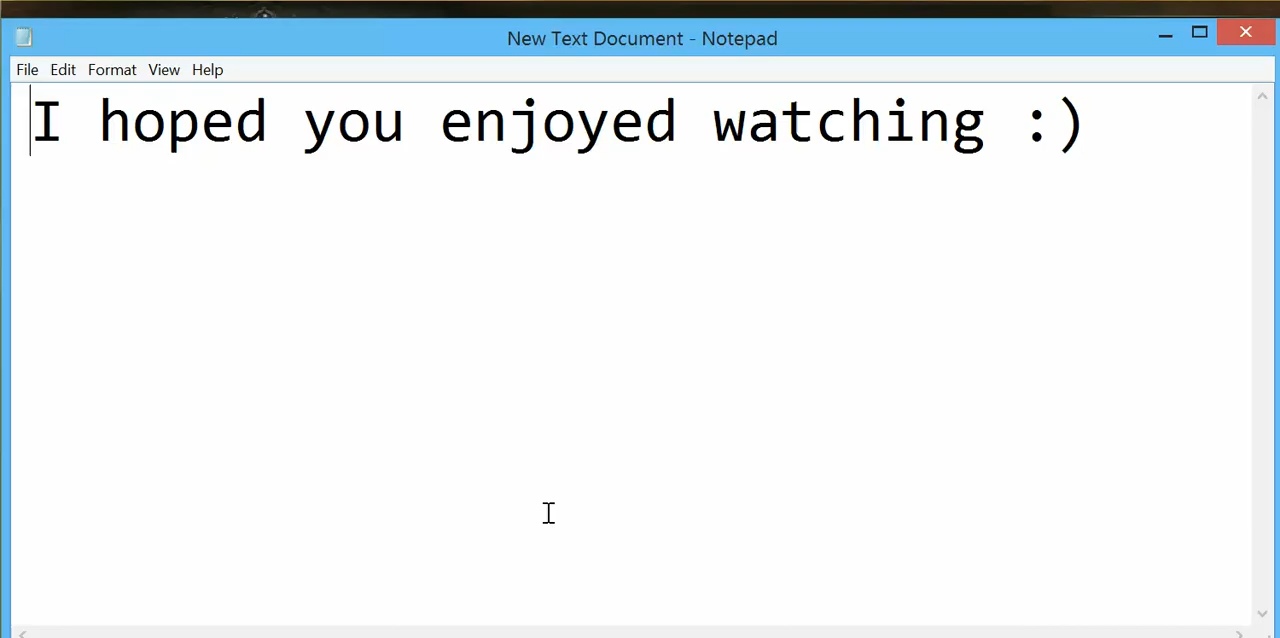 New Text Document - Notepad
File Edit Format View Help
I hoped you enjoyed watching :)